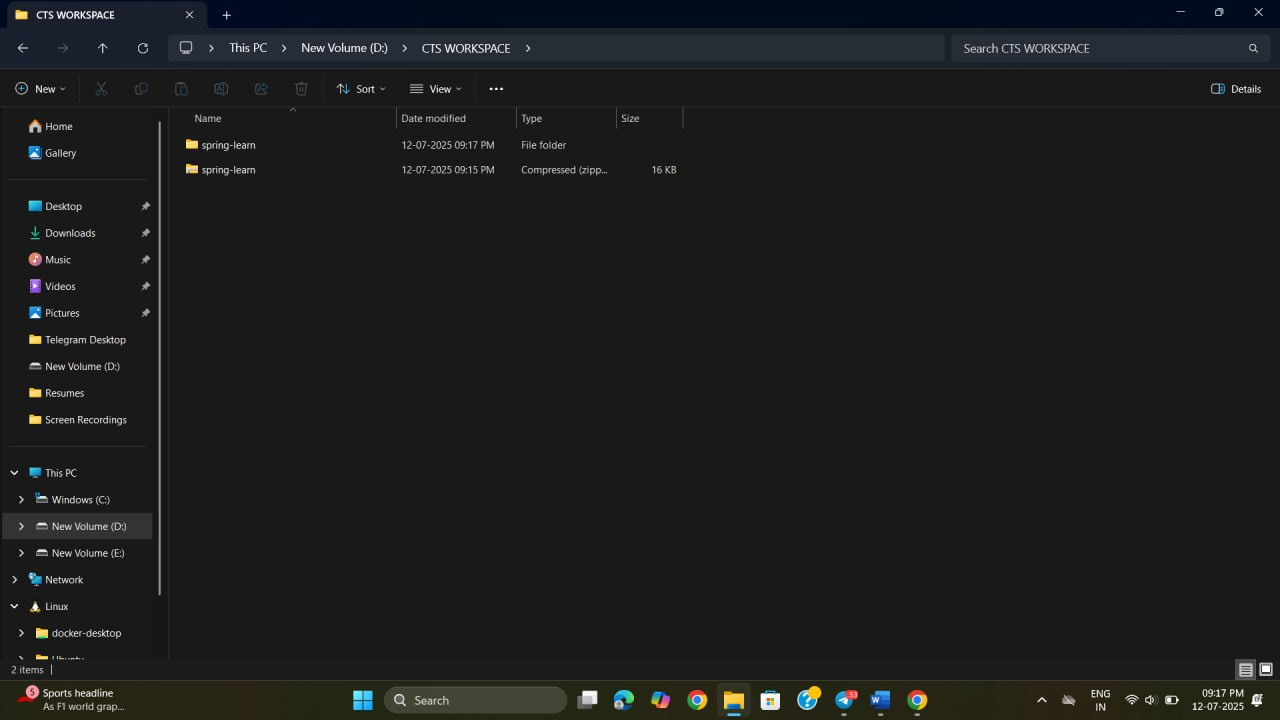 CTS WORKSPACE
This PC > New Volume (D:) > CTS WORKSPACE >
Search CTS WORKSPACE
New
Sort
View
Details
Name Date modified Type Size
spring-learn 12-07-2025 09:17 PM File folder
spring-learn 12-07-2025 09:15 PM Compressed (zipp... 16 KB
Home
Gallery
Desktop
Downloads
Music
Videos
Pictures
Telegram Desktop
New Volume (D:)
Resumes
Screen Recordings
This PC
Windows (C:)
New Volume (D:)
New Volume (E:)
Network
Linux
docker-desktop
Ubuntu
2 items
5
Sports headline
As F1 world grap...
Search
53
ENG
IN
09:17 PM
12-07-2025